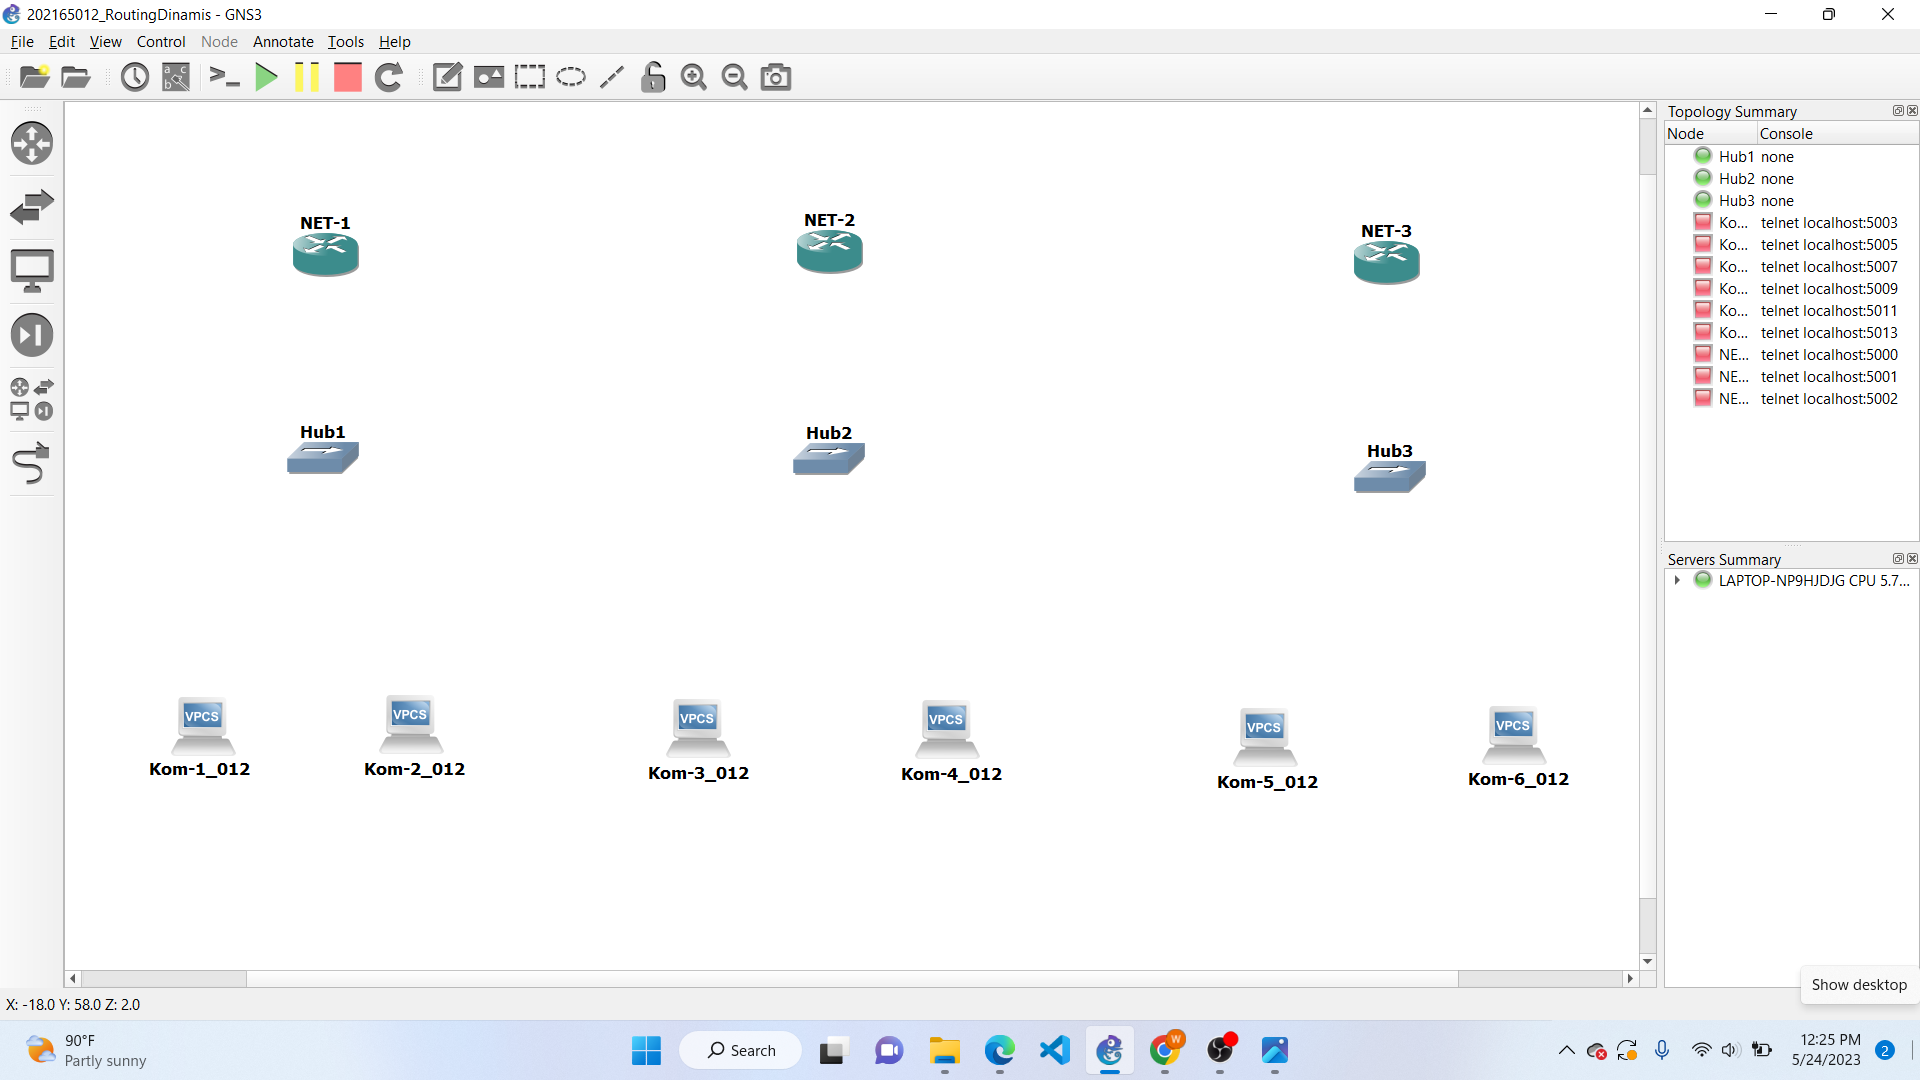 202165012_RoutingDinamis - GNS3
File Edit View Control Node Annotate Tools Help
Topology Summary
Node Console
Hub1 none
Hub2 none
Hub3 none
Ko... telnet localhost:5003
Ko... telnet localhost:5005
Ko... telnet localhost:5007
Ko... telnet localhost:5009
Ko... telnet localhost:5011
Ko... telnet localhost:5013
NE... telnet localhost:5000
NE... telnet localhost:5001
NE... telnet localhost:5002
NET-1
NET-2
NET-3
Hub1
Hub2
Hub3
VPCS
VPCS
VPCS
VPCS
VPCS
VPCS
Kom-1_012
Kom-2_012
Kom-3_012
Kom-4_012
Kom-5_012
Kom-6_012
Servers Summary
LAPTOP-NP9HJDJG CPU 5.7...
Show desktop
X: -18.0 Y: 58.0 Z: 2.0
90°F
Partly sunny
Search
W
12:25 PM
5/24/2023
2